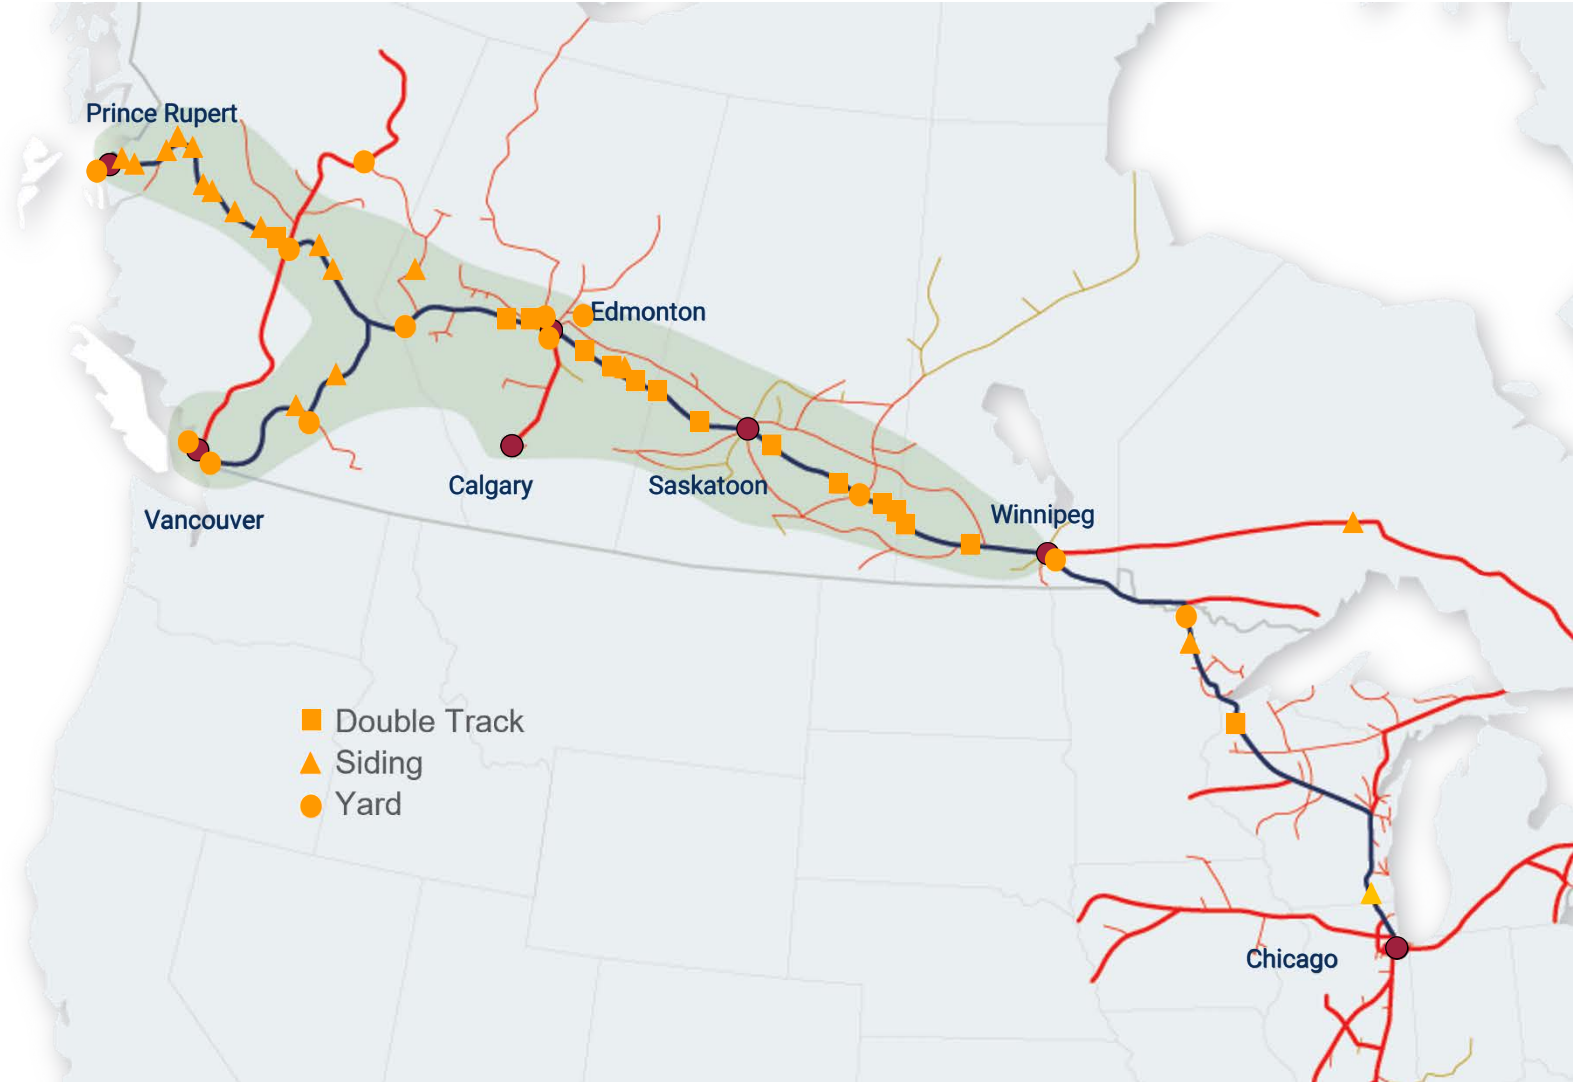 Prince Rupert
Edmonton
Calgary
Saskatoon
Winnipeg
Vancouver
Double Track
Siding
Yard
Chicago